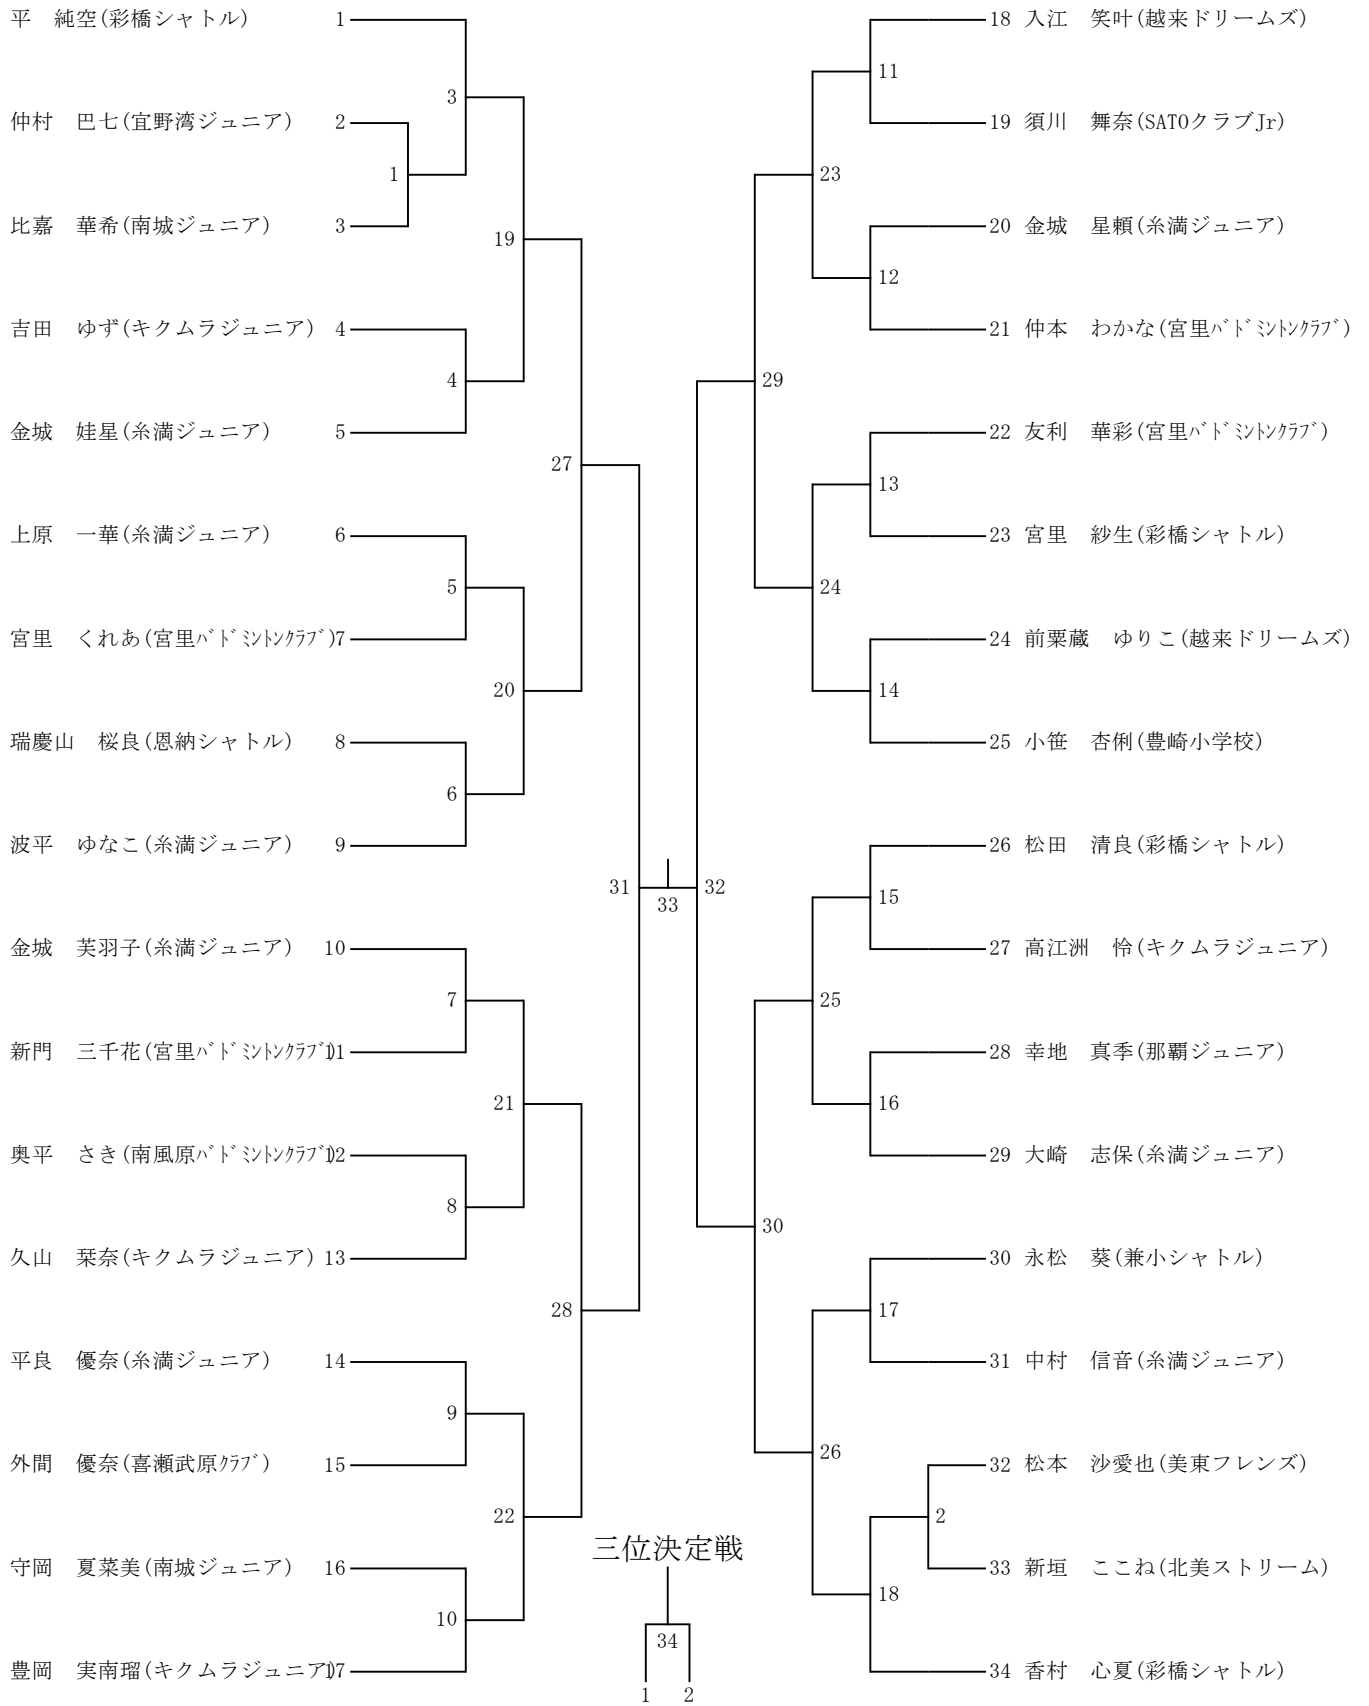 平　純空(彩橋シャトル) 1
3
仲村　巴七(宜野湾ジュニア) 2
1
比嘉　華希(南城ジュニア) 3
19
吉田　ゆず(キクムラジュニア) 4
4
金城　娃星(糸満ジュニア) 5
27
上原　一華(糸満ジュニア) 6
5
宮里　くれあ(宮里ﾊﾞﾄﾞﾐﾝﾄﾝｸﾗﾌﾞ) 7
20
瑞慶山　桜良(恩納シャトル) 8
6
波平　ゆなこ(糸満ジュニア) 9
31
33
32
金城　芙羽子(糸満ジュニア) 10
7
新門　三千花(宮里ﾊﾞﾄﾞﾐﾝﾄﾝｸﾗﾌﾞ) 11
21
奥平　さき(南風原ﾊﾞﾄﾞﾐﾝﾄﾝｸﾗﾌﾞ) 12
8
久山　栞奈(キクムラジュニア) 13
28
平良　優奈(糸満ジュニア) 14
9
外間　優奈(喜瀬武原ｸﾗﾌﾞ) 15
22
守岡　夏菜美(南城ジュニア) 16
10
豊岡　実南瑠(キクムラジュニア) 17
18 入江　笑叶(越来ドリームズ)
11
19 須川　舞奈(SATOクラブJr)
23
20 金城　星頼(糸満ジュニア)
12
21 仲本　わかな(宮里ﾊﾞﾄﾞﾐﾝﾄﾝｸﾗﾌﾞ)
29
22 友利　華彩(宮里ﾊﾞﾄﾞﾐﾝﾄﾝｸﾗﾌﾞ)
13
23 宮里　紗生(彩橋シャトル)
24
24 前粟蔵　ゆりこ(越来ドリームズ)
14
25 小笹　杏俐(豊崎小学校)
26 松田　清良(彩橋シャトル)
15
27 高江洲　怜(キクムラジュニア)
25
28 幸地　真季(那覇ジュニア)
16
29 大崎　志保(糸満ジュニア)
30
30 永松　葵(兼小シャトル)
17
31 中村　信音(糸満ジュニア)
26
32 松本　沙愛也(美東フレンズ)
2
33 新垣　ここね(北美ストリーム)
18
34 香村　心夏(彩橋シャトル)
三位決定戦
34
1 2